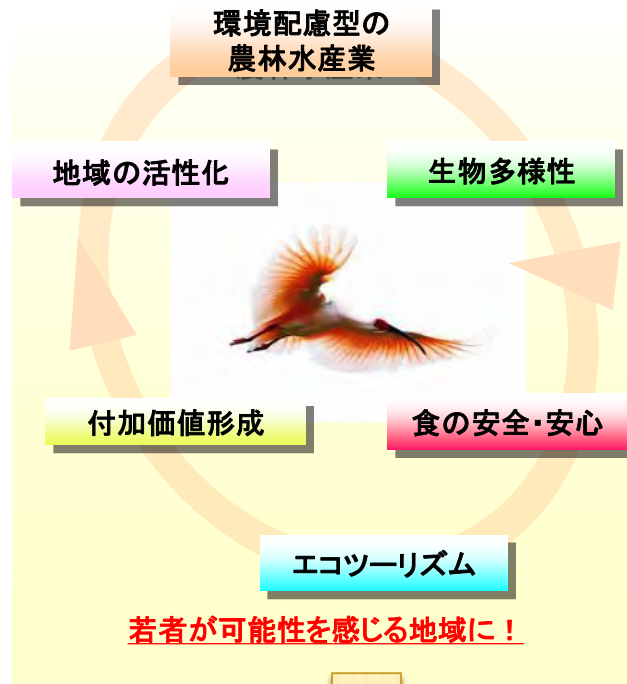 環境配慮型の
農林水産業
地域の活性化
生物多様性
付加価値形成
食の安全・安心
エコツーリズム
若者が可能性を感じる地域に！